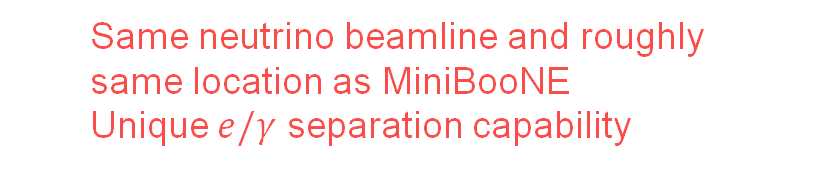 Same neutrino beamline and roughly
same location as MiniBooNE
Unique e/γ separation capability